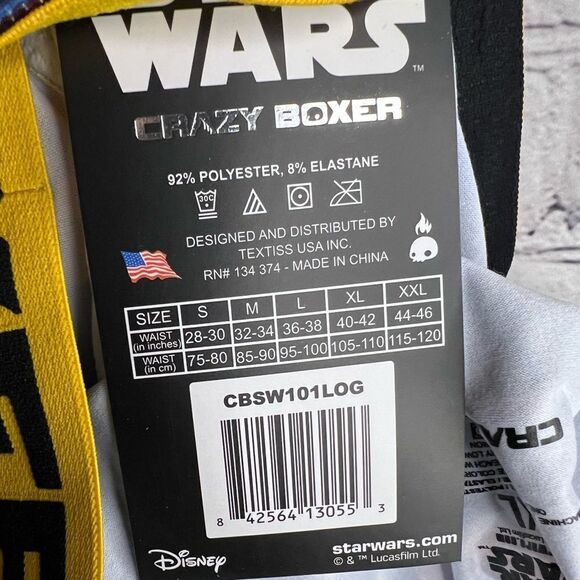 WARS™
CRAZY BOXER
92% POLYESTER, 8% ELASTANE
30C
DESIGNED AND DISTRIBUTED BY
TEXTISS USA INC.
RN# 134 374 - MADE IN CHINA
SIZE S M L XL XXL
WAIST (in inches) 28-30 32-34 36-38 40-42 44-46
WAIST (in cm) 75-80 85-90 95-100 105-110 115-120
CBSW101LOG
8 42564 13055 3
Disney
starwars.com
© & ™ Lucasfilm Ltd.